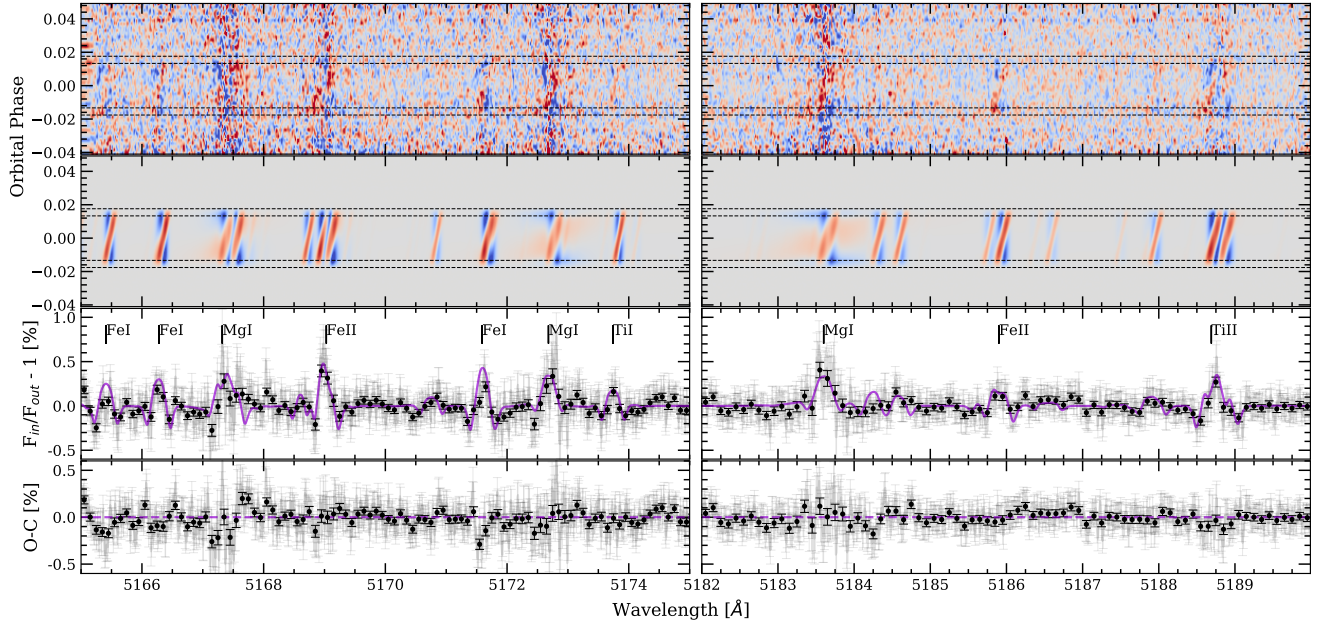 Orbital Phase
0.04
0.02
0.00
−0.02
−0.04
0.04
0.02
0.00
−0.02
−0.04
F_in/F_out - 1 [%]
1.0
0.5
0.0
−0.5
FeI FeI MgI FeII FeI MgI TiI
MgI FeII TiII
O-C [%]
0.5
0.0
−0.5
5166 5168 5170 5172 5174
5182 5183 5184 5185 5186 5187 5188 5189
Wavelength [Å]